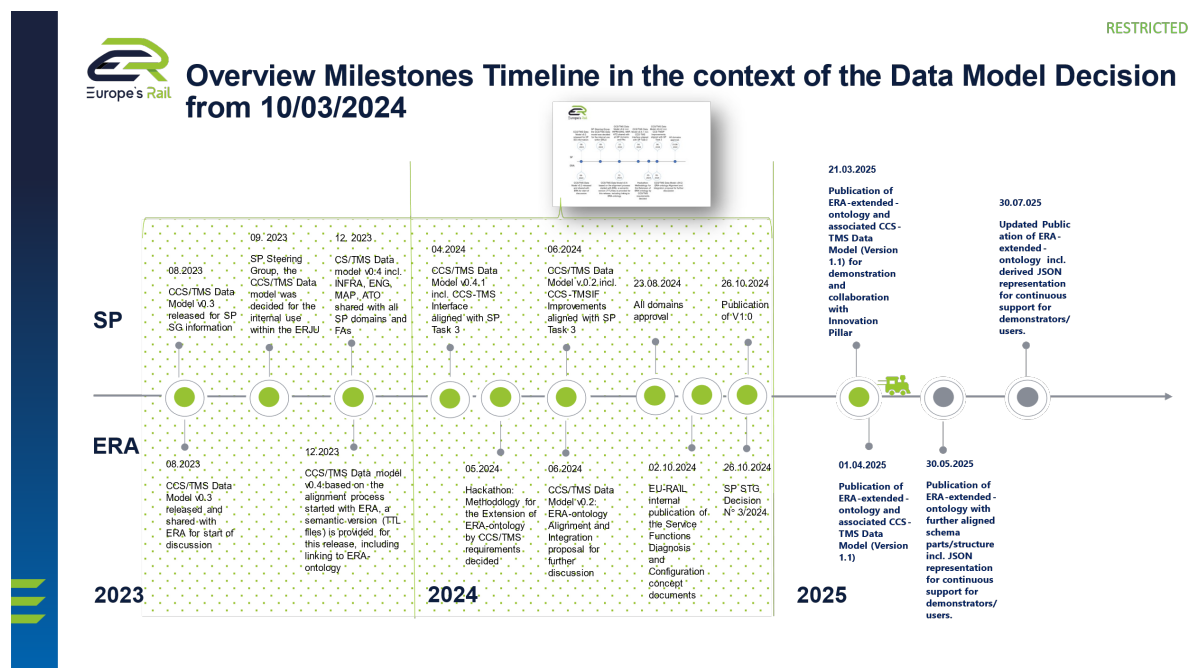 RESTRICTED
Europe's Rail
Overview Milestones Timeline in the context of the Data Model Decision
from 10/03/2024
SP
ERA
08.2023
CCS/TMS Data
Model v0.3
released for SP
SG information
09. 2023
SP Steering
Group, the
CCS/TMS Data
model was
decided for the
internal use
within the ERJU
12. 2023
CS/TMS Data
model v0.4 incl.
INFRA, ENG,
MAP, ATO
shared with all
SP domains and
FAs
04.2024
CCS/TMS Data
Model v0.4.1
incl. CCS-TMS
Interface
aligned with SP
Task 3
06.2024
CCS/TMS Data
Model v.0.2.incl.
CCS-TMSIF
Improvements
aligned with SP
Task 3
23.08.2024
All domains
approval
26.10.2024
Publication
of V1.0
21.03.2025
Publication of
ERA-extended-
ontology and
associated CCS-
TMS Data
Model (Version
1.1) for
demonstration
and
collaboration
with
Innovation
Pillar
30.07.025
Updated Public
ation of ERA-
extended-
ontology incl.
derived JSON
representation
for continuous
support for
demonstrators/
users.
08.2023
CCS/TMS Data
Model v0.3
released and
shared with
ERA for start of
discussion
12.2023
CCS/TMS Data model
v0.4:based on the
alignment process
started with ERA, a
semantic version (TTL
files) is provided for
this release, including
linking to ERA-
ontology
05.2024
Hackathon:
Methodology for
the Extension of
ERA-ontology
by CCS/TMS
requirements
decided
06.2024
CCS/TMS Data
Model v0.2:
ERA-ontology
Alignment and
Integration
proposal for
further
discussion
02.10.2024
EU-RAIL
internal
publication of
the Service
Functions
Diagnosis
and
Configuration
concept
documents
26.10.2024
SP STG
Decision
N° 3/2024
01.04.2025
Publication of
ERA-extended-
ontology and
associated CCS-
TMS Data
Model (Version
1.1)
30.05.2025
Publication of
ERA-extended-
ontology with
further aligned
schema
parts/structure
incl. JSON
representation
for continuous
support for
demonstrators/
users.
2023
2024
2025